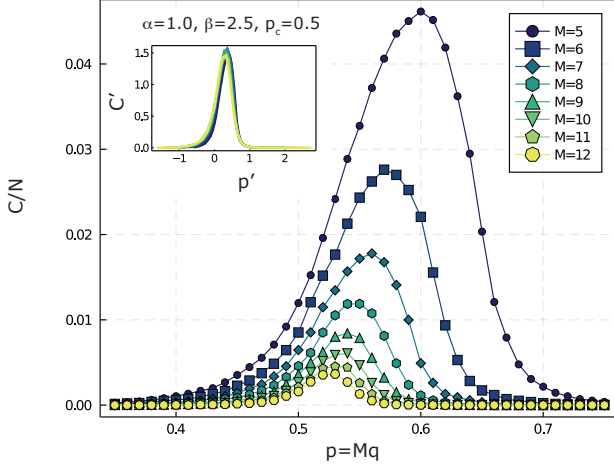 α=1.0, β=2.5, p_c=0.5
1.5
1.0
0.5
0.0
C′
−1
0
1
2
p′
M=5
M=6
M=7
M=8
M=9
M=10
M=11
M=12
0.04
0.03
0.02
0.01
0.00
C/N
0.4
0.5
0.6
0.7
p=Mq